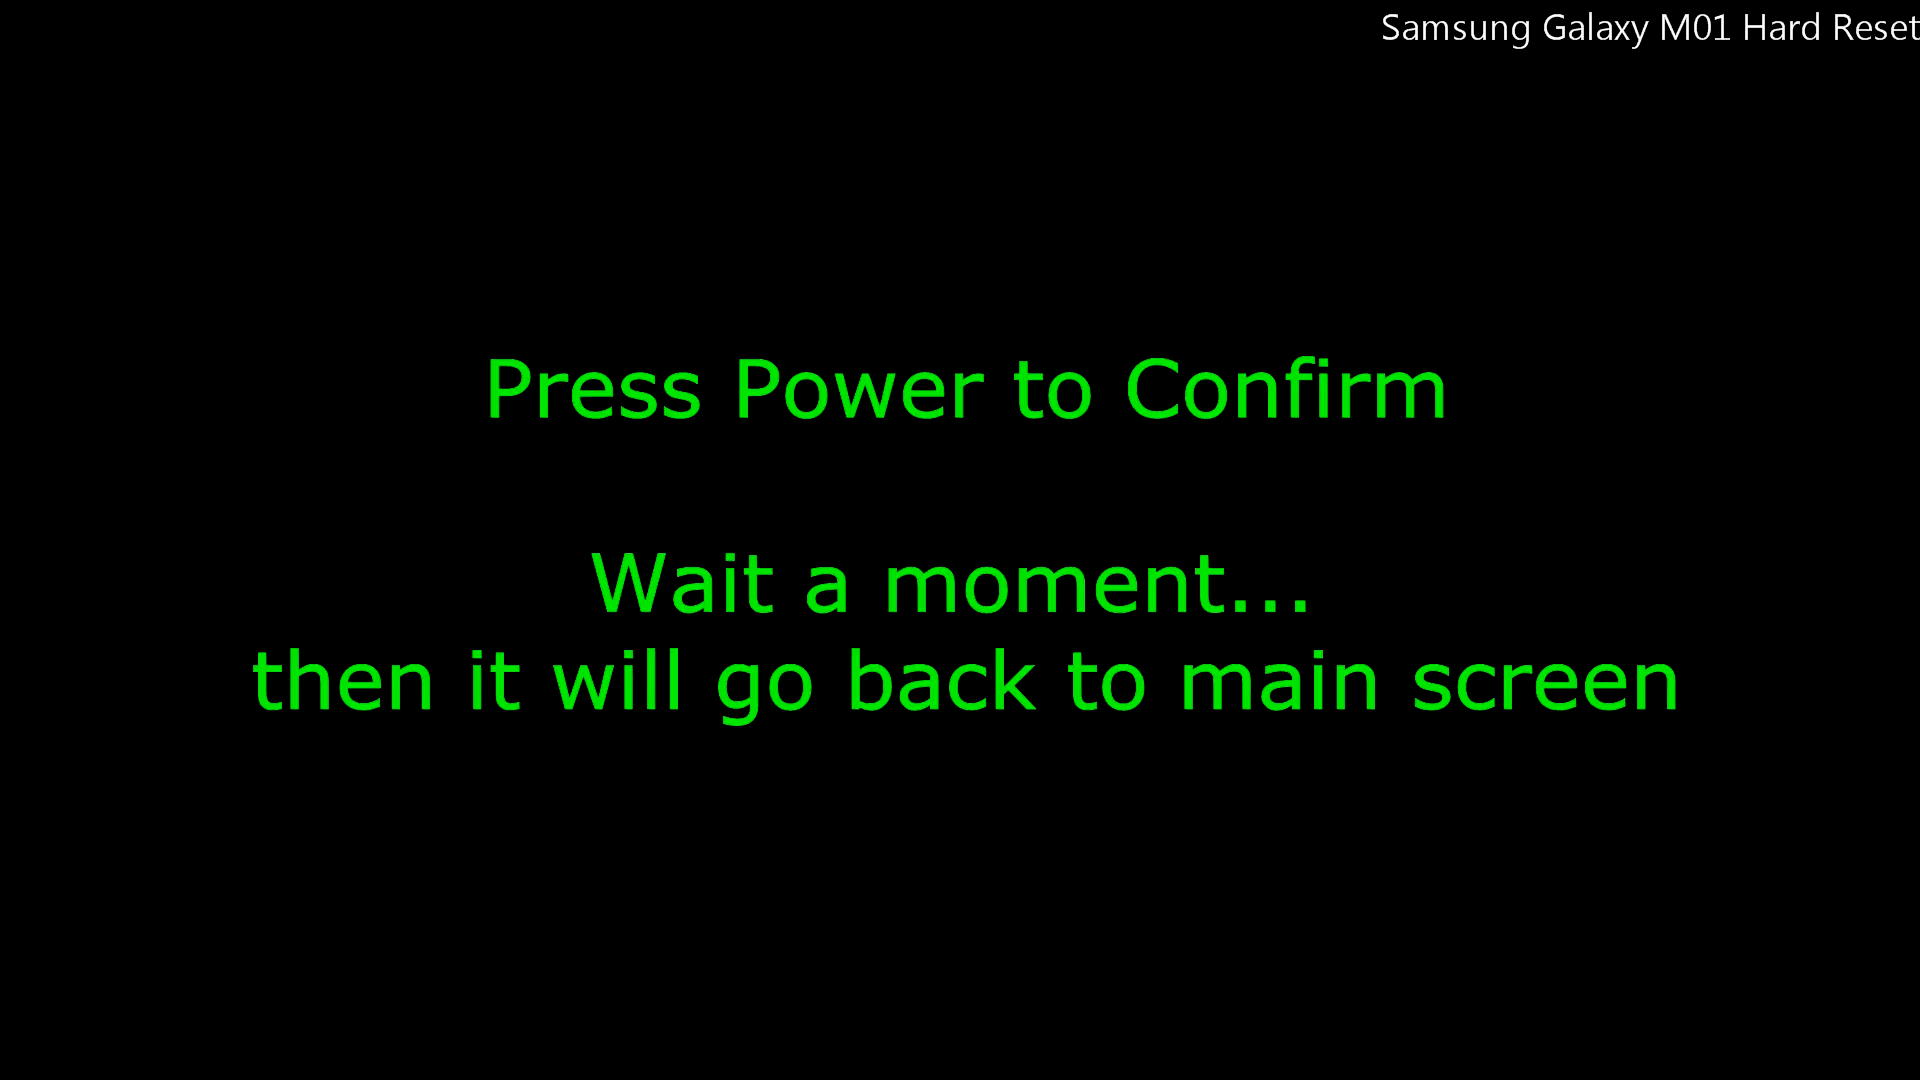 Samsung Galaxy M01 Hard Reset
Press Power to Confirm
Wait a moment...
then it will go back to main screen